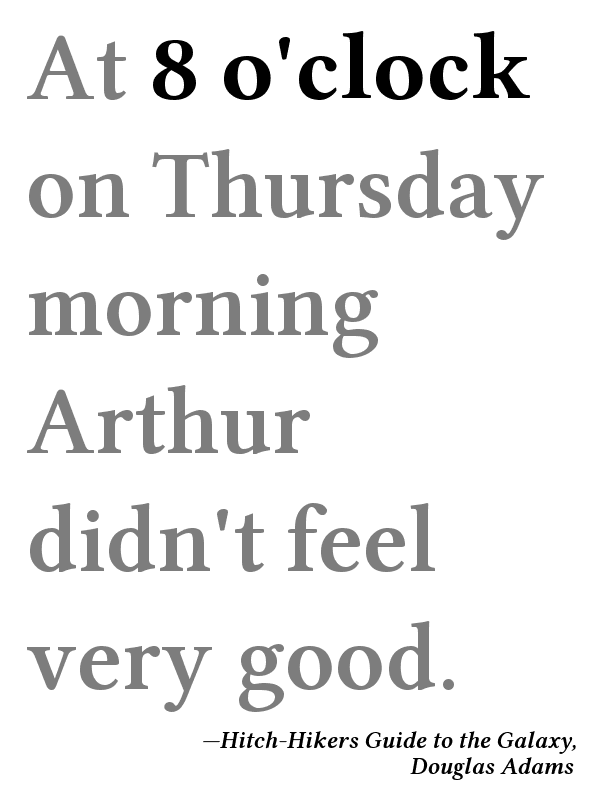 At 8 o'clock
on Thursday
morning
Arthur
didn't feel
very good.
—Hitch-Hikers Guide to the Galaxy,
Douglas Adams